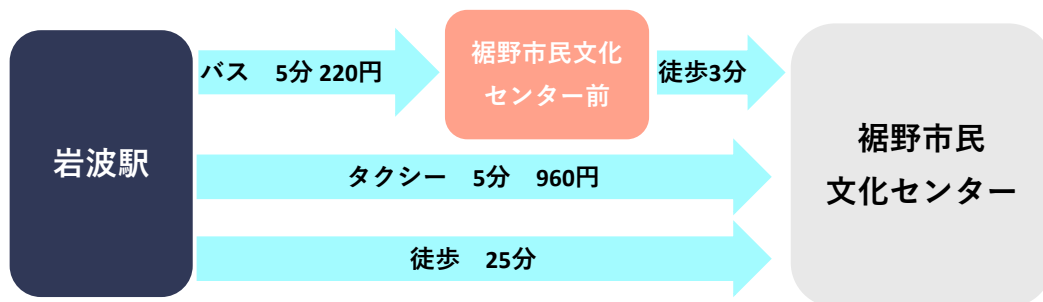 岩波駅
バス　5分 220円
裾野市民文化
センター前
徒歩3分
タクシー　5分　960円
徒歩　25分
裾野市民
文化センター